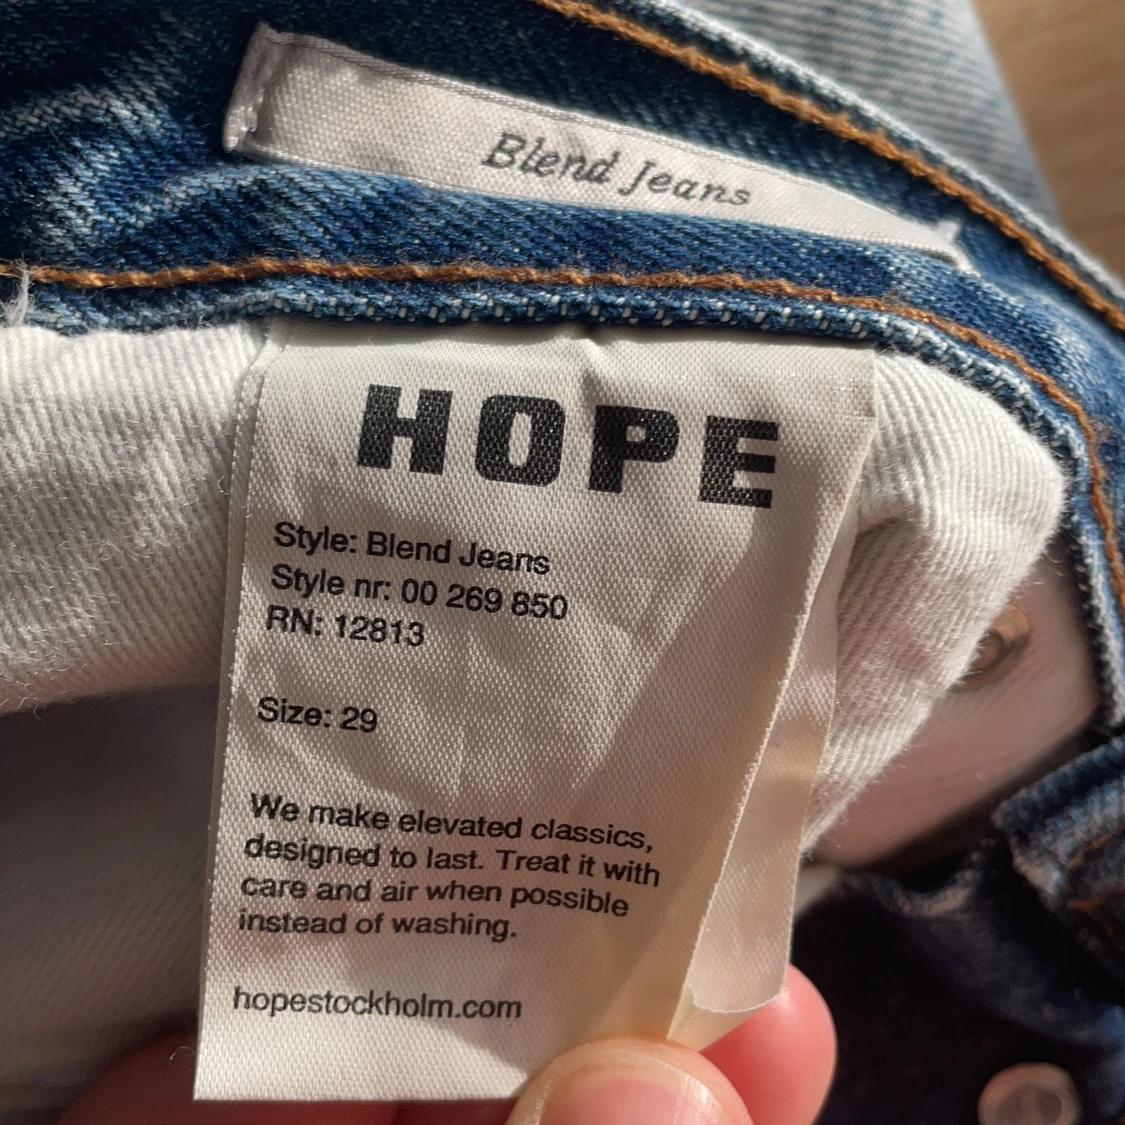 Blend Jeans
HOPE
Style: Blend Jeans
Style nr: 00 269 850
RN: 12813
Size: 29
We make elevated classics,
designed to last. Treat it with
care and air when possible
instead of washing.
hopestockholm.com